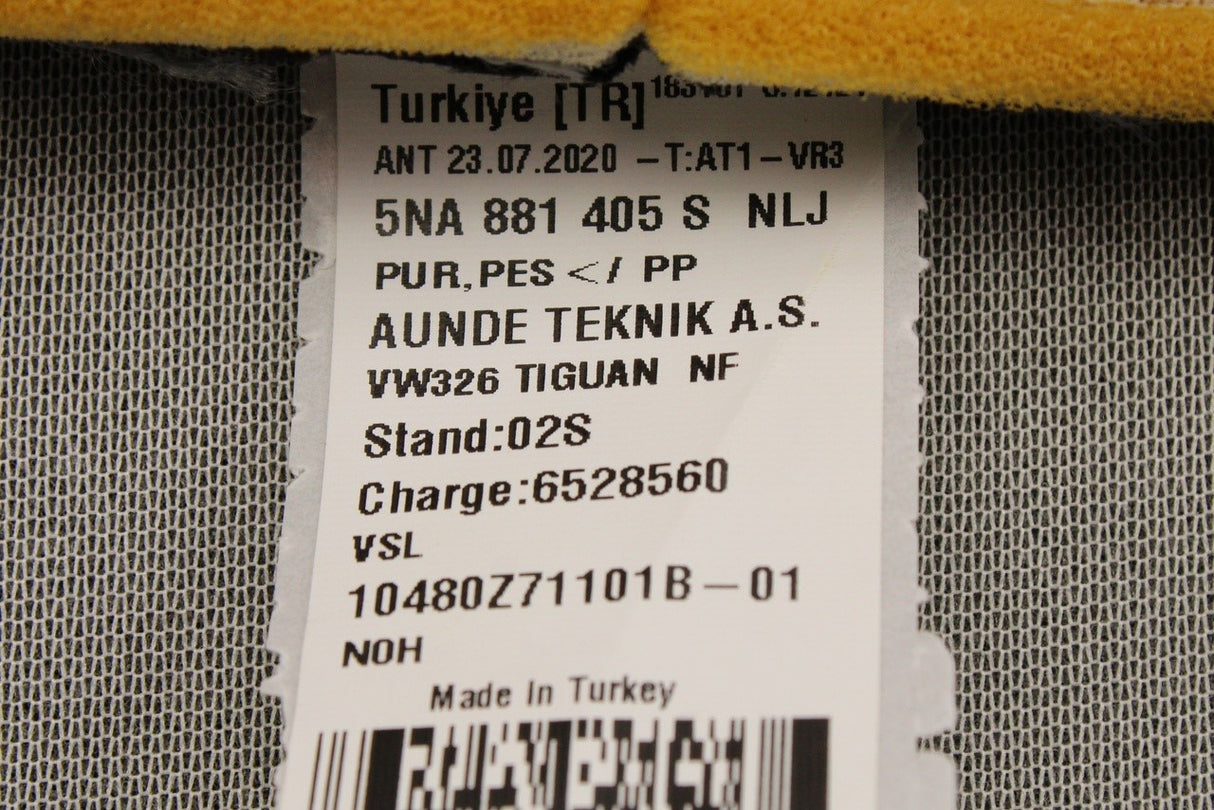 Turkiye [TR]
ANT 23.07.2020 -T:AT1-VR3
5NA 881 405 S NLJ
PUR,PES </ PP
AUNDE TEKNIK A.S.
VW326 TIGUAN NF
Stand:02S
Charge:6528560
VSL
10480Z71101B-01
NOH
Made In Turkey